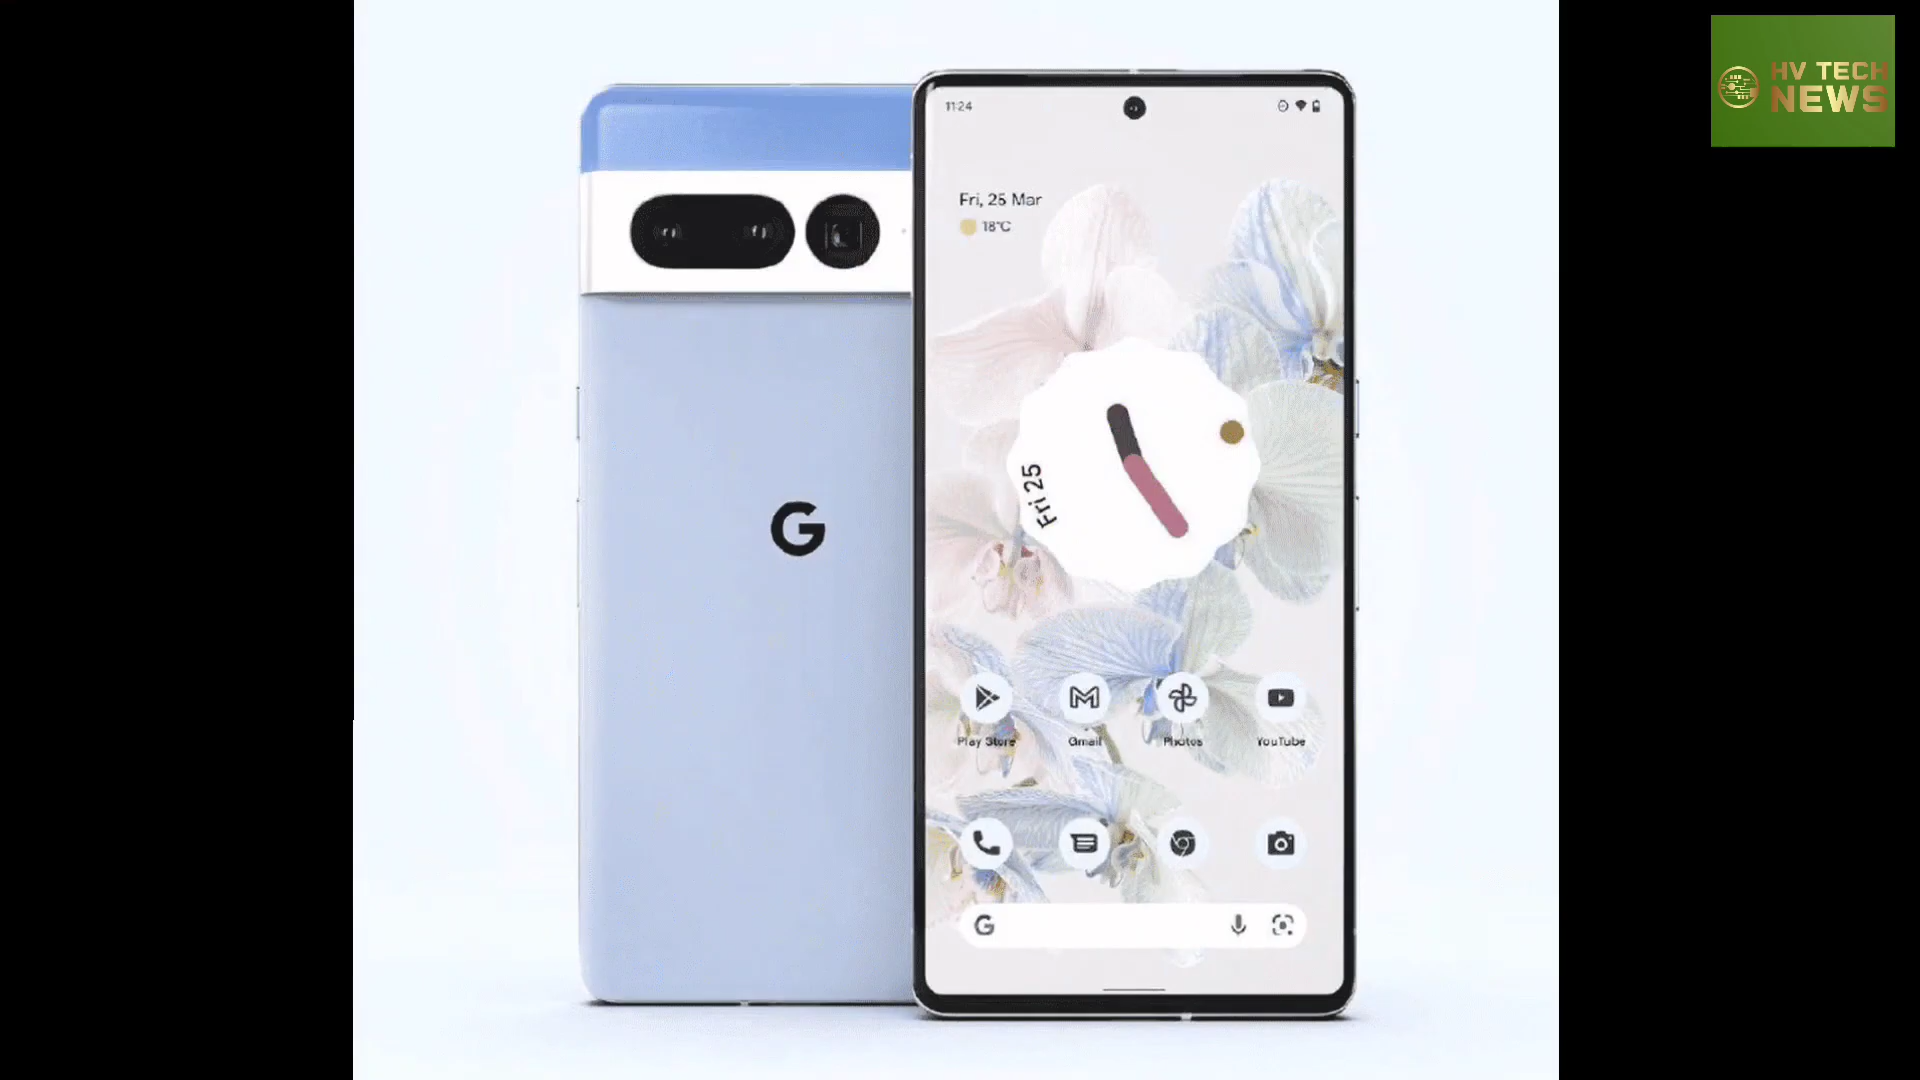 HV TECH
NEWS
11:24
Fri, 25 Mar
18°C
Fri 25
Play Store
Gmail
Photos
YouTube